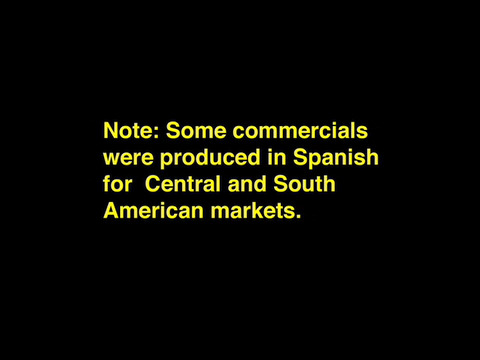 Note: Some commercials
were produced in Spanish
for  Central and South
American markets.